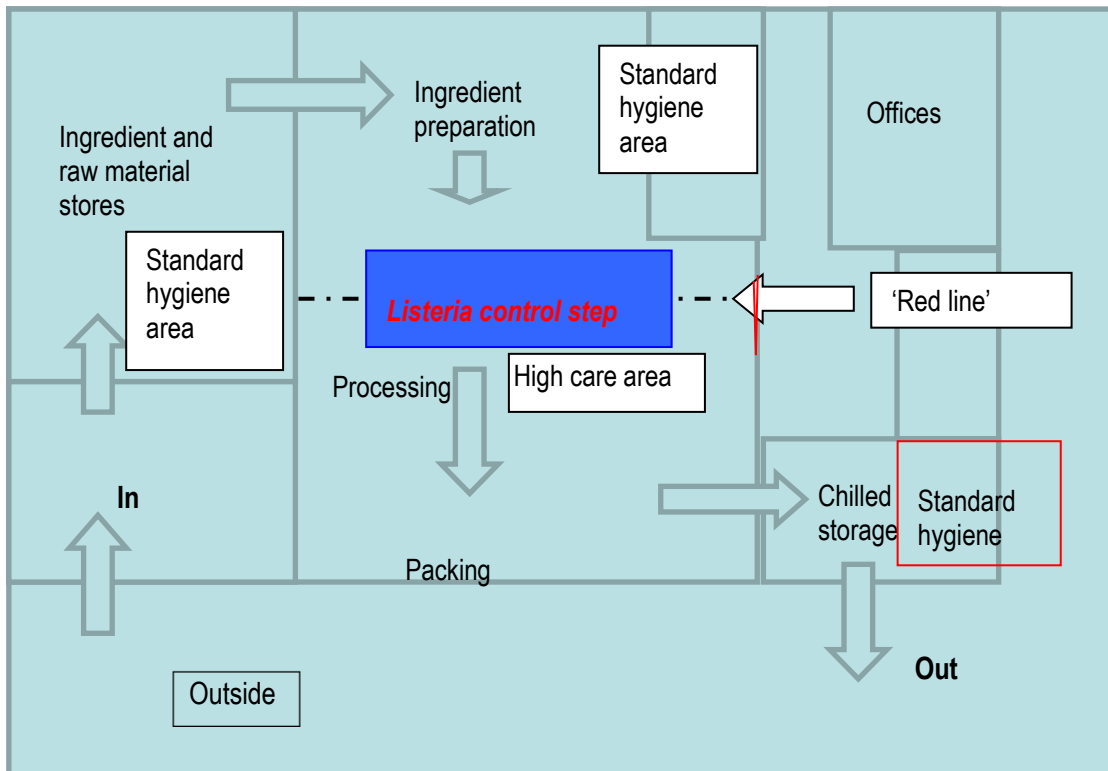 Ingredient and
raw material
stores
Ingredient
preparation
Standard
hygiene
area
Offices
Standard
hygiene
area
Listeria control step
‘Red line’
Processing
High care area
In
Chilled
storage
Standard
hygiene
Packing
Outside
Out